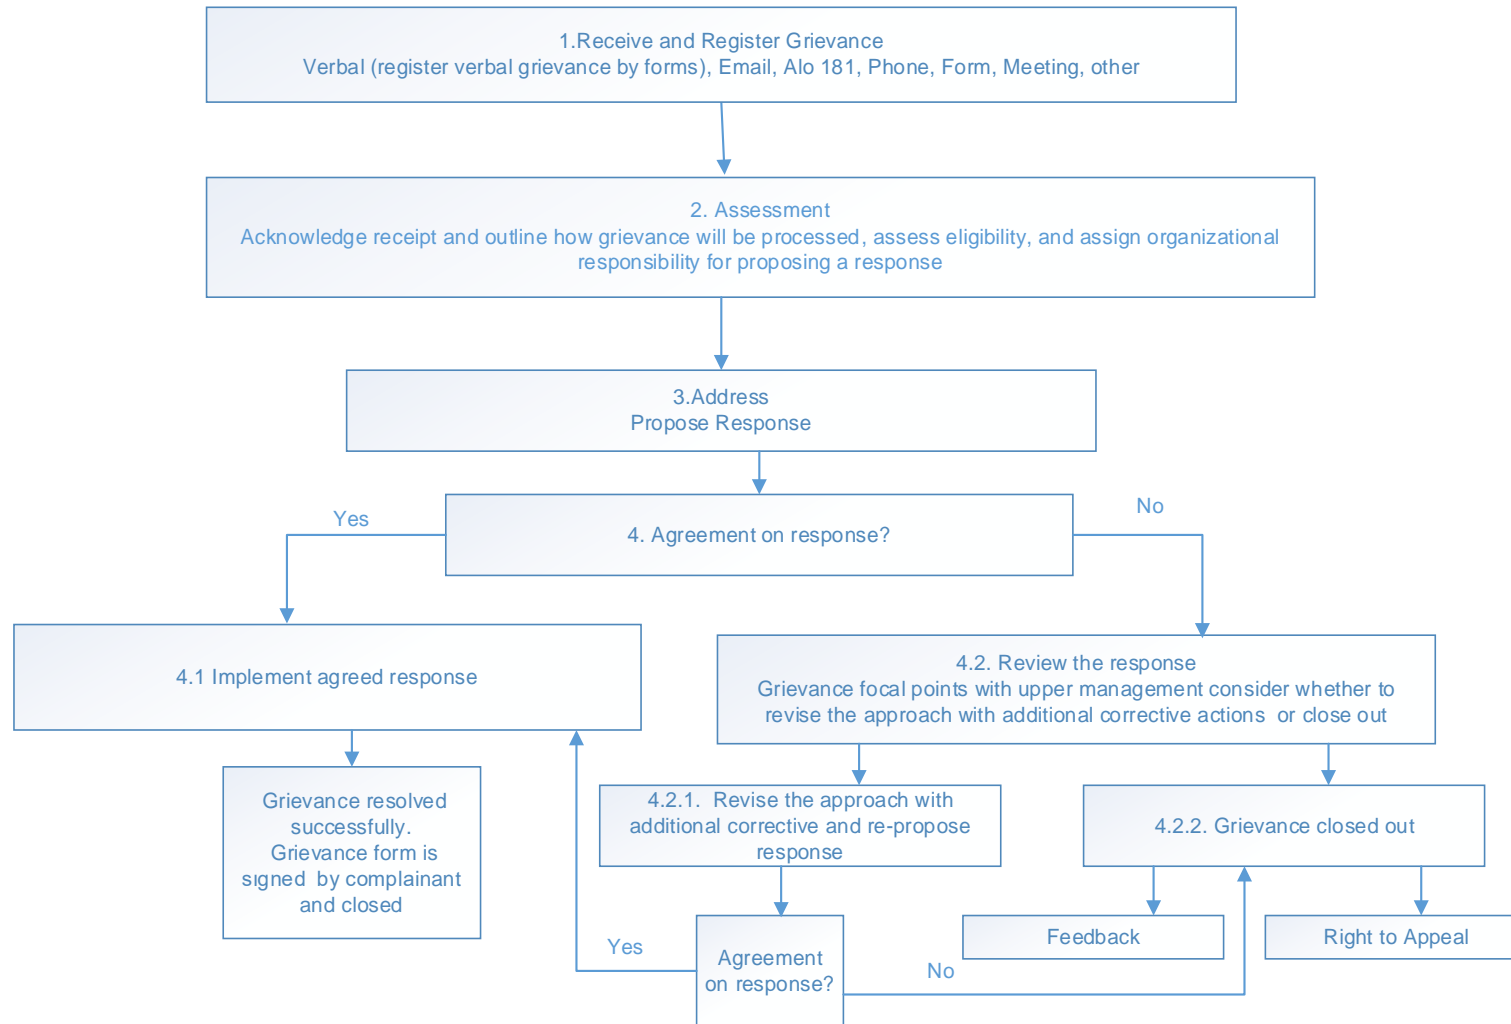 1.Receive and Register Grievance
Verbal (register verbal grievance by forms), Email, Alo 181, Phone, Form, Meeting, other
2. Assessment
Acknowledge receipt and outline how grievance will be processed, assess eligibility, and assign organizational
responsibility for proposing a response
3.Address
Propose Response
Yes
No
4. Agreement on response?
4.1 Implement agreed response
4.2. Review the response
Grievance focal points with upper management consider whether to
revise the approach with additional corrective actions or close out
Grievance resolved
successfully.
Grievance form is
signed by complainant
and closed
4.2.1. Revise the approach with
additional corrective and re-propose
response
4.2.2. Grievance closed out
Yes
Agreement
on response?
No
Feedback
Right to Appeal